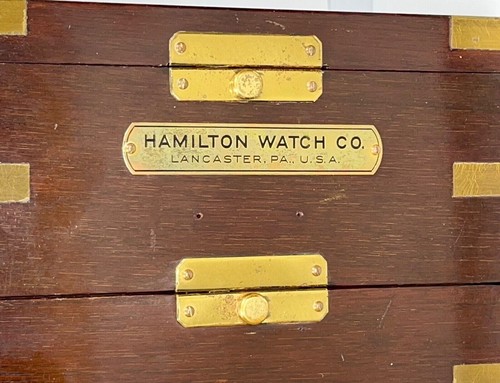 HAMILTON WATCH CO.
LANCASTER, PA., U.S.A.